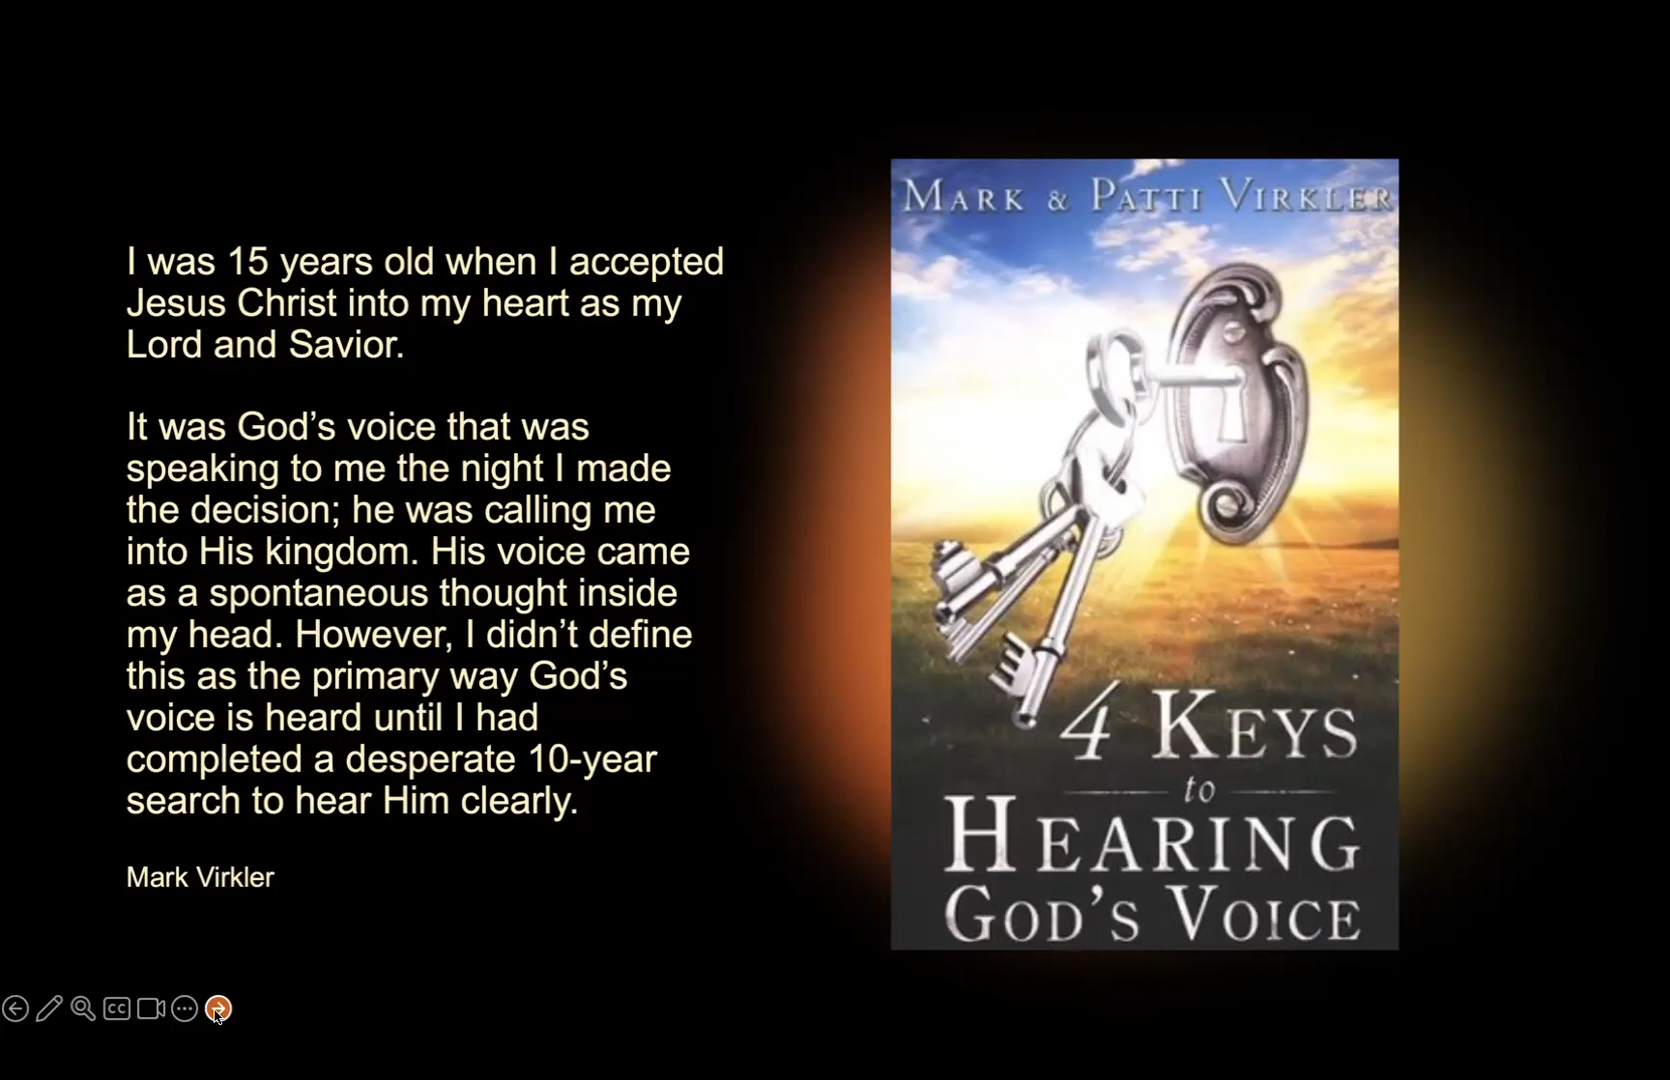 I was 15 years old when I accepted
Jesus Christ into my heart as my
Lord and Savior.
It was God’s voice that was
speaking to me the night I made
the decision; he was calling me
into His kingdom. His voice came
as a spontaneous thought inside
my head. However, I didn’t define
this as the primary way God’s
voice is heard until I had
completed a desperate 10-year
search to hear Him clearly.
Mark Virkler
MARK & PATTI VIRKLER
4 KEYS
to
HEARING
GOD’S VOICE
CC